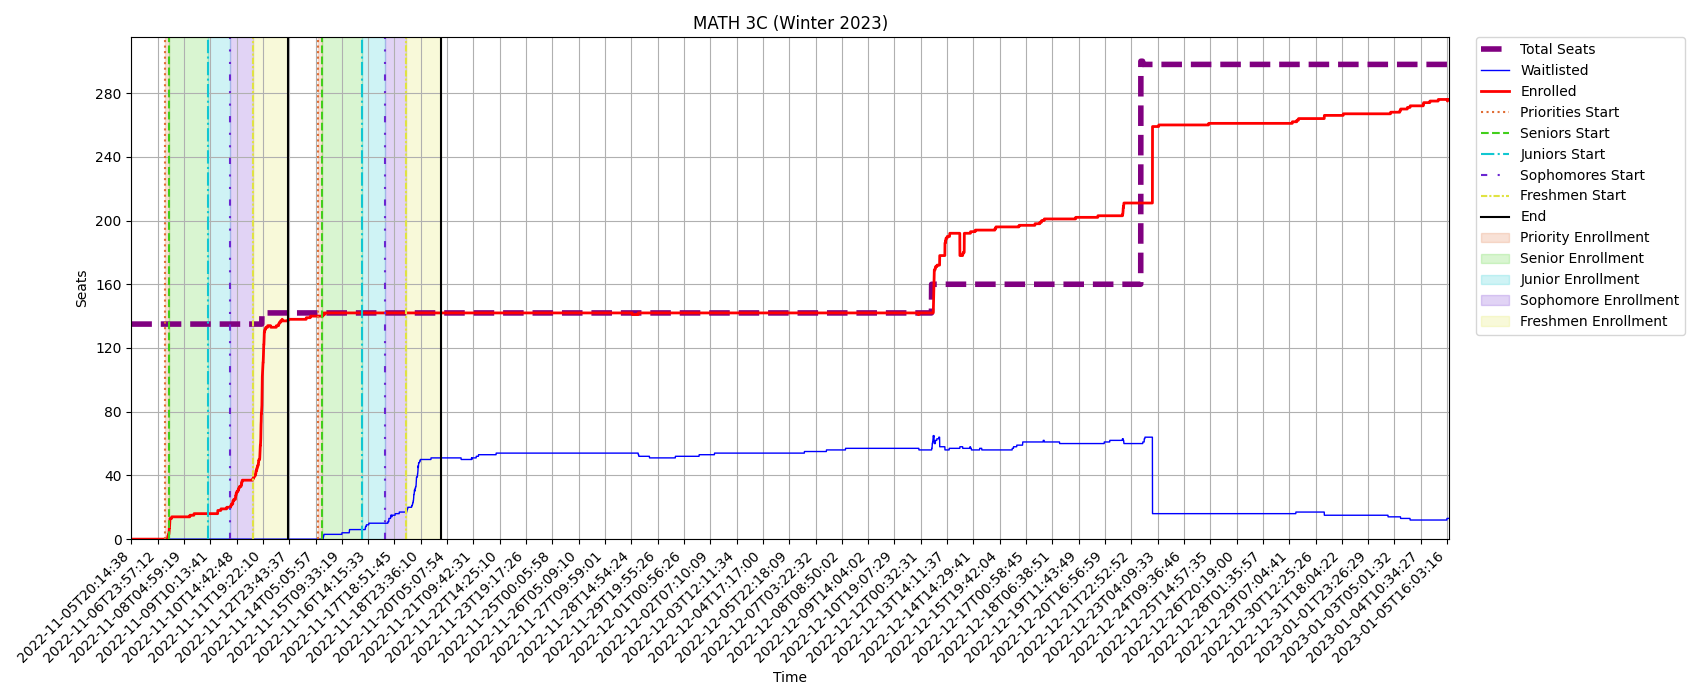 MATH 3C (Winter 2023)
Seats
280
240
200
160
120
80
40
0
2022-11-05T20:14:38
2022-11-06T23:57:12
2022-11-08T04:59:19
2022-11-09T10:13:41
2022-11-10T14:42:48
2022-11-11T19:22:10
2022-11-12T23:43:37
2022-11-14T05:05:57
2022-11-15T09:33:19
2022-11-16T14:15:33
2022-11-17T18:51:45
2022-11-18T23:36:10
2022-11-20T05:07:54
2022-11-21T09:42:31
2022-11-22T14:25:10
2022-11-23T19:17:26
2022-11-25T00:05:58
2022-11-26T05:09:10
2022-11-27T09:59:01
2022-11-28T14:54:24
2022-11-29T19:55:26
2022-12-01T00:56:26
2022-12-02T07:10:09
2022-12-03T12:11:34
2022-12-04T17:17:00
2022-12-05T22:18:09
2022-12-07T03:22:32
2022-12-08T08:50:02
2022-12-09T14:04:02
2022-12-10T19:07:29
2022-12-12T00:32:31
2022-12-13T14:11:37
2022-12-14T14:29:41
2022-12-15T19:42:04
2022-12-17T00:58:45
2022-12-18T06:38:51
2022-12-19T11:43:49
2022-12-20T16:56:59
2022-12-21T22:52:52
2022-12-23T04:09:33
2022-12-24T09:36:46
2022-12-25T14:57:35
2022-12-26T20:19:00
2022-12-28T01:35:57
2022-12-29T07:04:41
2022-12-30T12:25:26
2022-12-31T18:04:22
2023-01-01T23:26:29
2023-01-03T05:01:32
2023-01-04T10:34:27
2023-01-05T16:03:16
Time
Total Seats
Waitlisted
Enrolled
Priorities Start
Seniors Start
Juniors Start
Sophomores Start
Freshmen Start
End
Priority Enrollment
Senior Enrollment
Junior Enrollment
Sophomore Enrollment
Freshmen Enrollment